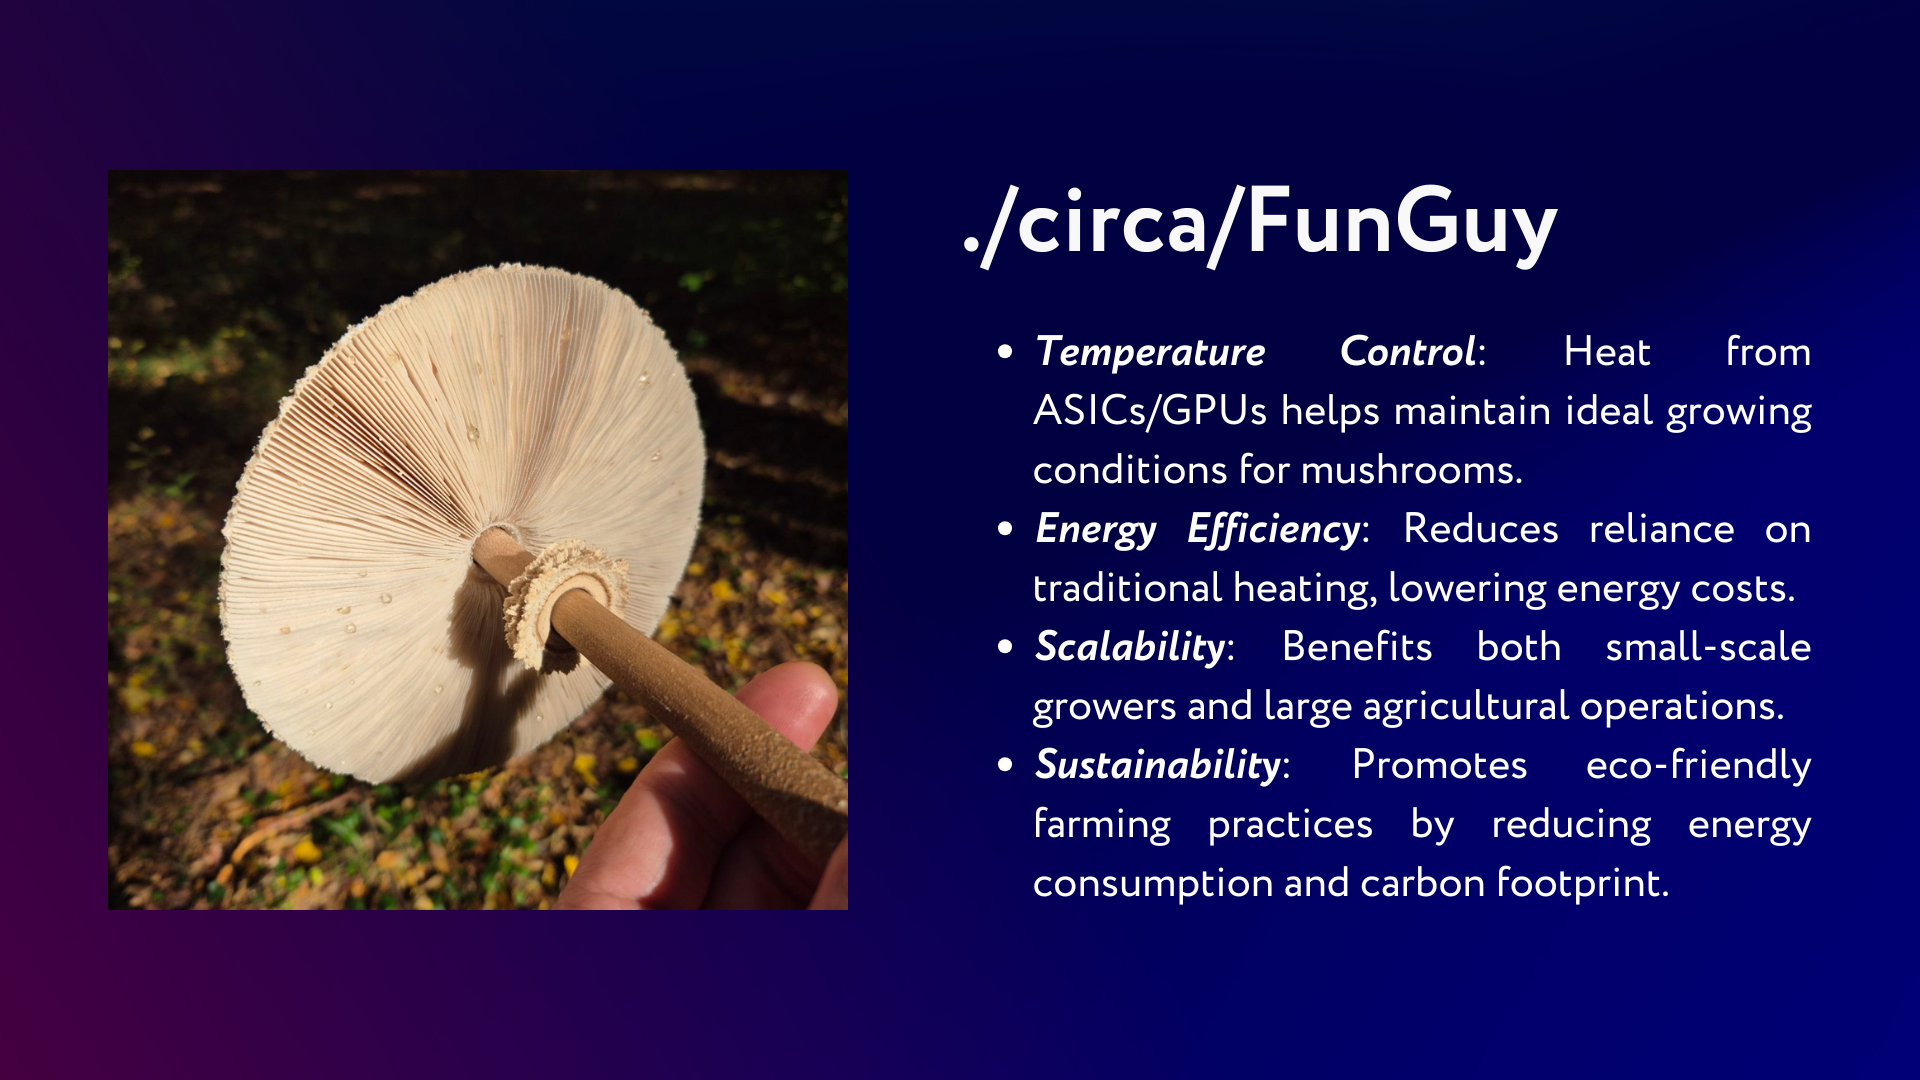 ./circa/FunGuy
• Temperature Control: Heat from
ASICs/GPUs helps maintain ideal growing
conditions for mushrooms.
• Energy Efficiency: Reduces reliance on
traditional heating, lowering energy costs.
• Scalability: Benefits both small-scale
growers and large agricultural operations.
• Sustainability: Promotes eco-friendly
farming practices by reducing energy
consumption and carbon footprint.